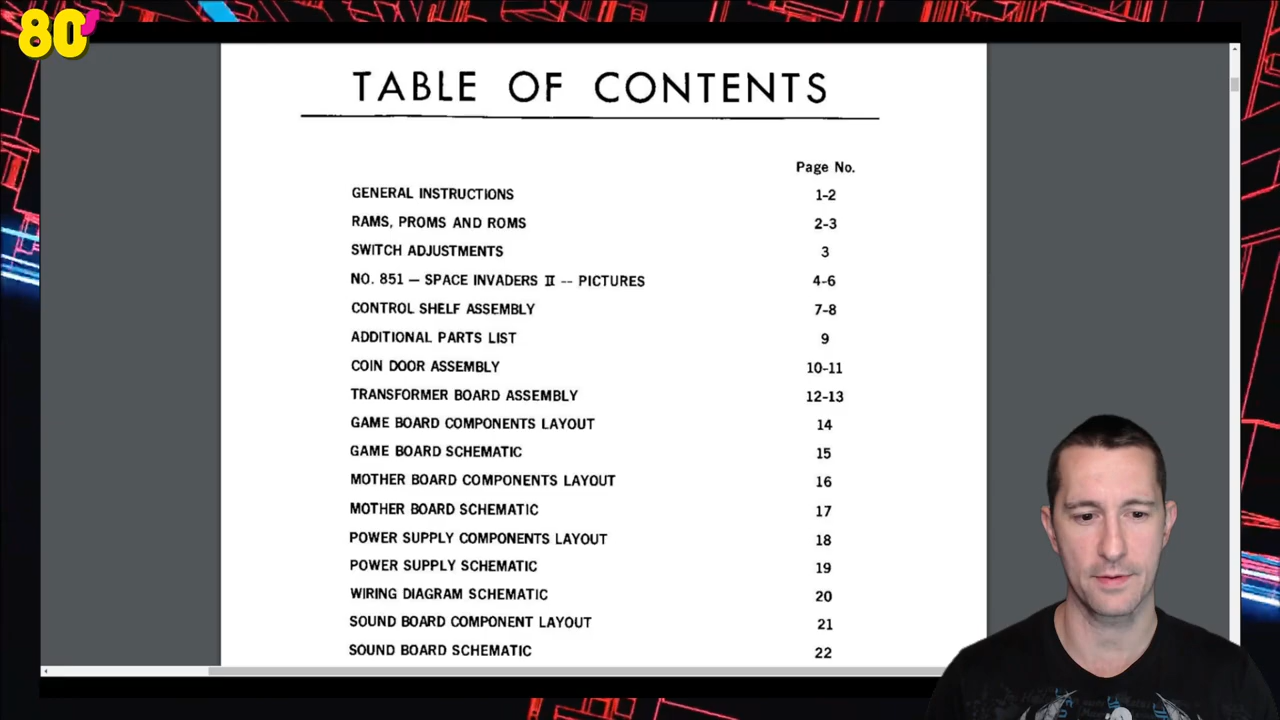 80's
TABLE OF CONTENTS
Page No.
GENERAL INSTRUCTIONS 1-2
RAMS, PROMS AND ROMS 2-3
SWITCH ADJUSTMENTS 3
NO. 851 — SPACE INVADERS II -- PICTURES 4-6
CONTROL SHELF ASSEMBLY 7-8
ADDITIONAL PARTS LIST 9
COIN DOOR ASSEMBLY 10-11
TRANSFORMER BOARD ASSEMBLY 12-13
GAME BOARD COMPONENTS LAYOUT 14
GAME BOARD SCHEMATIC 15
MOTHER BOARD COMPONENTS LAYOUT 16
MOTHER BOARD SCHEMATIC 17
POWER SUPPLY COMPONENTS LAYOUT 18
POWER SUPPLY SCHEMATIC 19
WIRING DIAGRAM SCHEMATIC 20
SOUND BOARD COMPONENT LAYOUT 21
SOUND BOARD SCHEMATIC 22